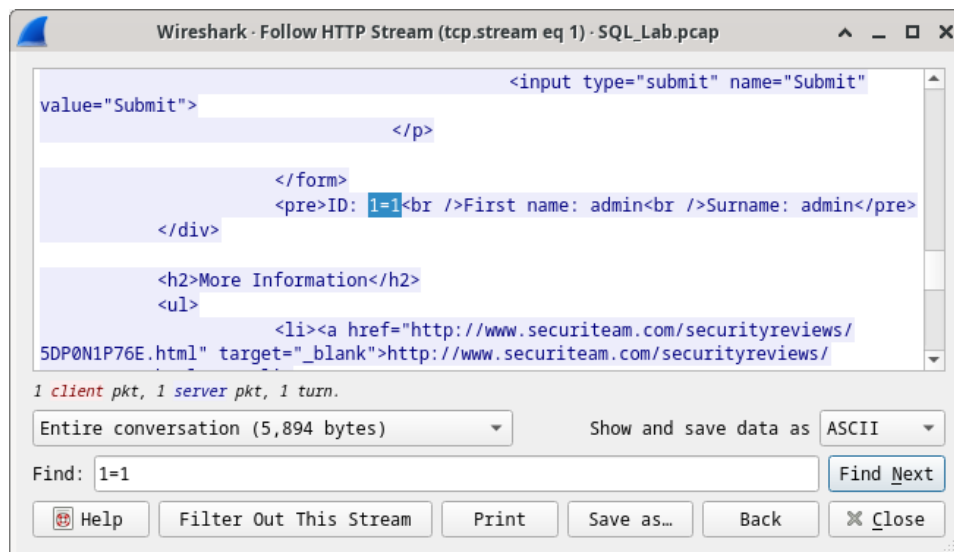 Wireshark · Follow HTTP Stream (tcp.stream eq 1) · SQL_Lab.pcap
<input type="submit" name="Submit"
value="Submit">
</p>
</form>
<pre>ID: 1=1<br />First name: admin<br />Surname: admin</pre>
</div>
<h2>More Information</h2>
<ul>
<li><a href="http://www.securiteam.com/securityreviews/
5DP0N1P76E.html" target="_blank">http://www.securiteam.com/securityreviews/
1 client pkt, 1 server pkt, 1 turn.
Entire conversation (5,894 bytes) Show and save data as ASCII
Find: 1=1 Find Next
Help Filter Out This Stream Print Save as… Back Close